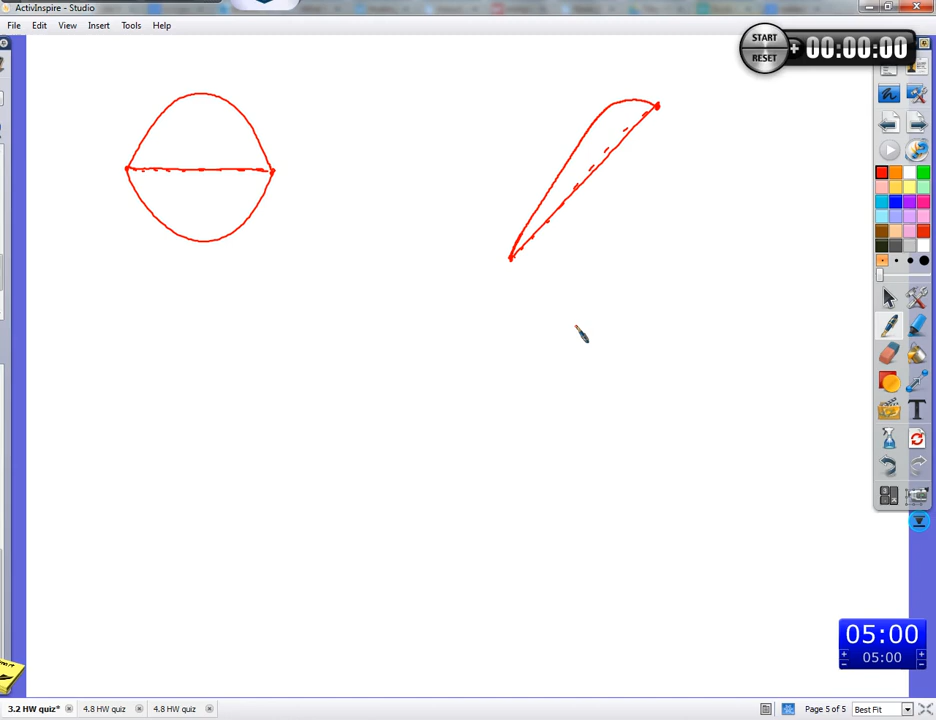 ActivInspire - Studio
File Edit View Insert Tools Help
START
RESET
00:00:00
T
05:00
05:00
3.2 HW quiz* 4.8 HW quiz 4.8 HW quiz
Page 5 of 5 Best Fit